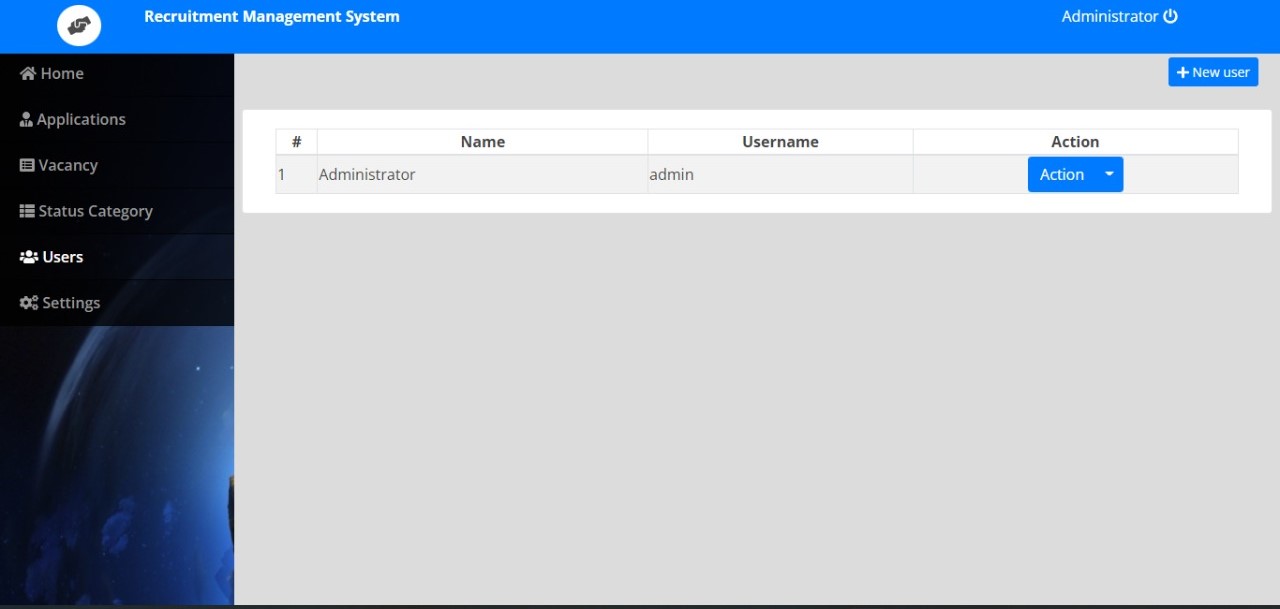 Recruitment Management System
Administrator
Home
Applications
Vacancy
Status Category
Users
Settings
New user
# Name Username Action
1 Administrator admin Action